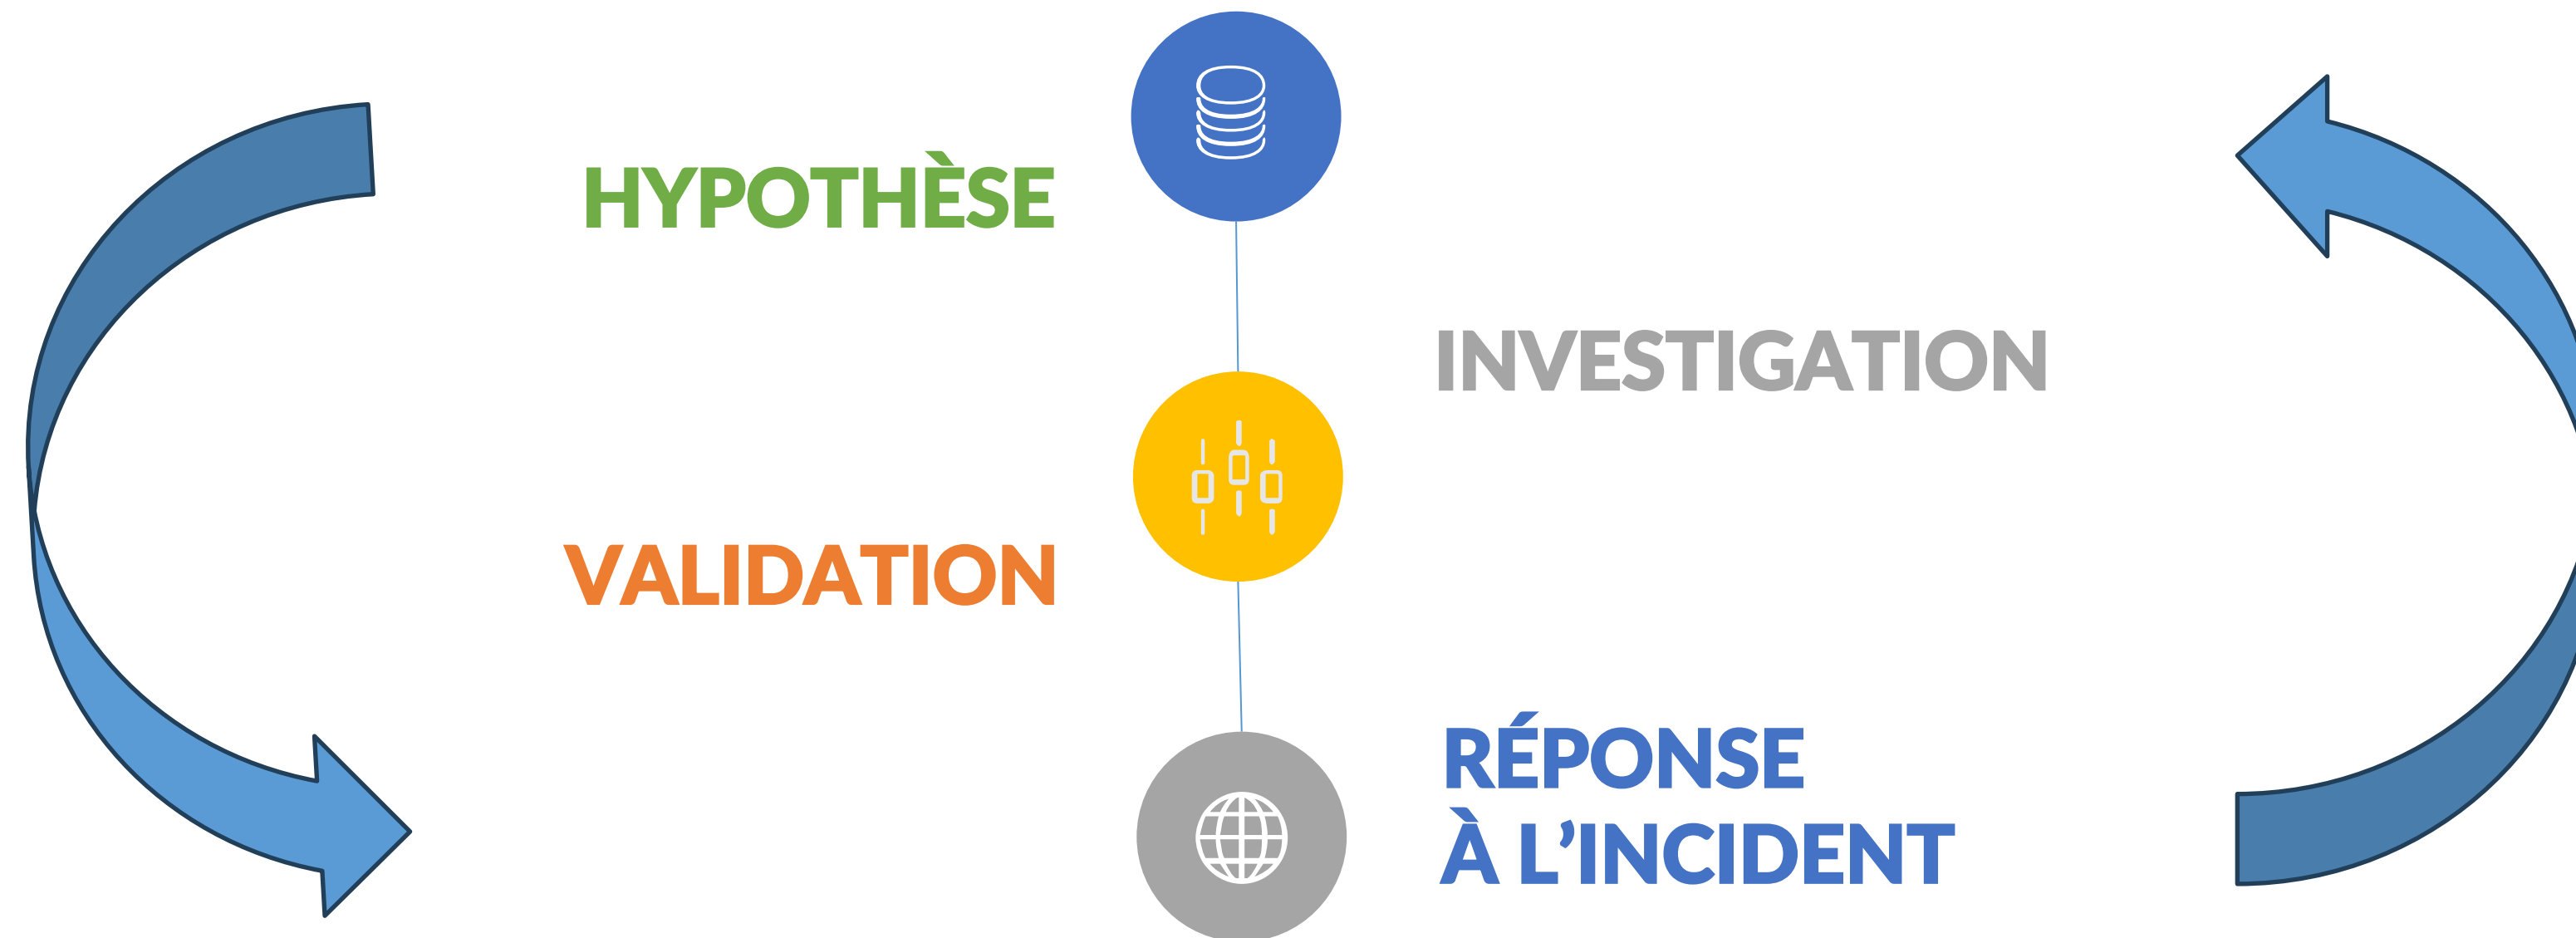 HYPOTHÈSE
INVESTIGATION
VALIDATION
RÉPONSE
À L’INCIDENT